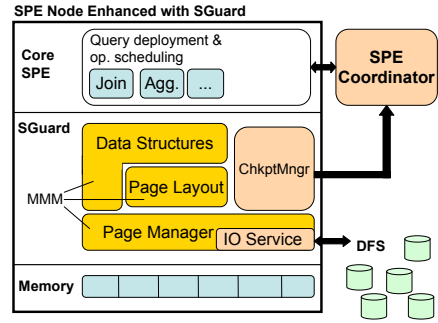 SPE Node Enhanced with SGuard
Core
SPE
Query deployment &
op. scheduling
Join
Agg.
...
SPE
Coordinator
SGuard
Data Structures
ChkptMngr
Page Layout
MMM
Page Manager
IO Service
DFS
Memory